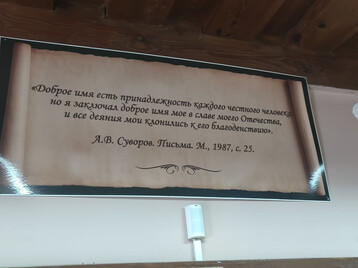 «Доброе имя есть принадлежность каждого честного человека,
но я заключал доброе имя мое в славе моего Отечества,
и все деяния мои клонились к его благоденствию».
А.В. Суворов. Письма. М., 1987, с. 25.